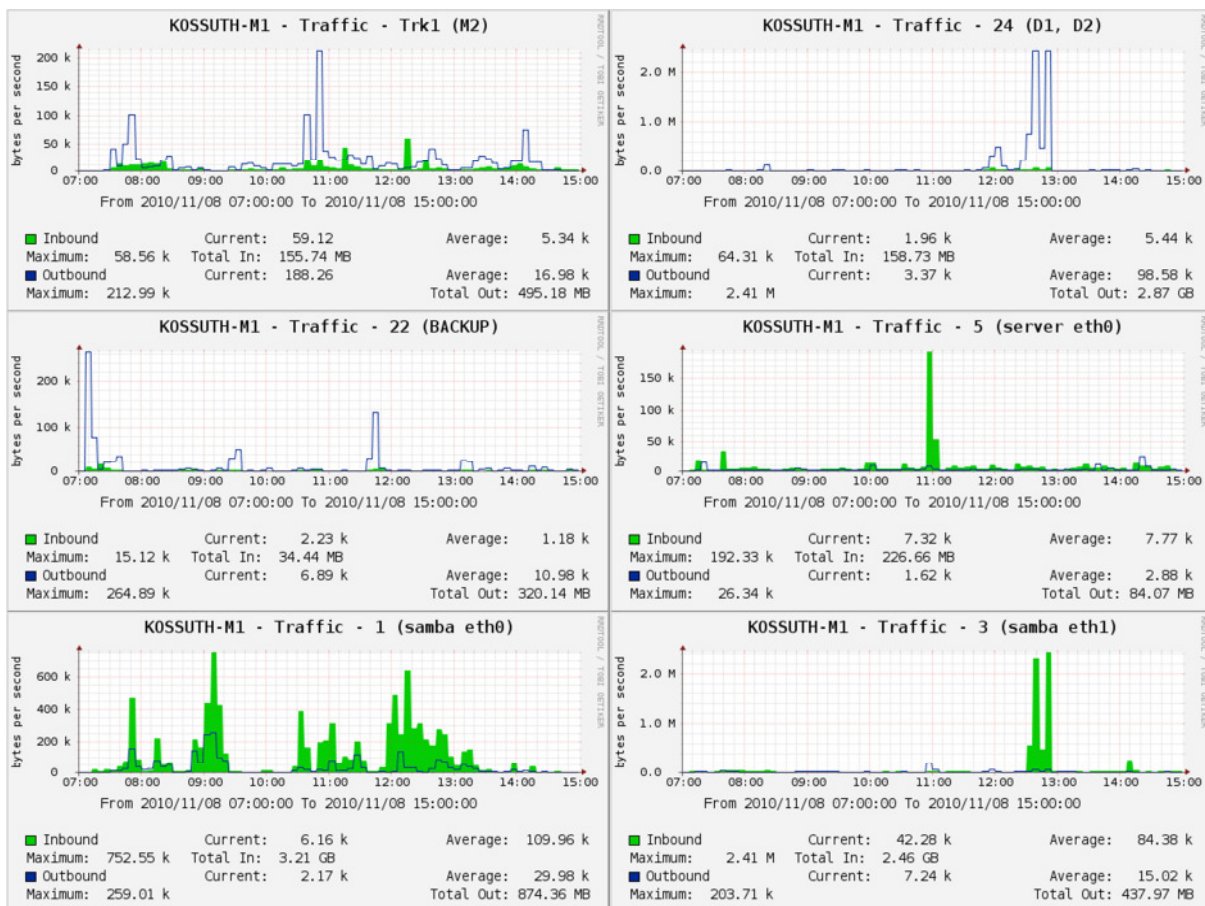 KOSSUTH-M1 - Traffic - Trk1 (M2)
RRDTOOL / TOBI OETIKER
bytes per second
200 k
150 k
100 k
50 k
0
07:00 08:00 09:00 10:00 11:00 12:00 13:00 14:00 15:00
From 2010/11/08 07:00:00 To 2010/11/08 15:00:00
Inbound Current: 59.12 Average: 5.34 k
Maximum: 58.56 k Total In: 155.74 MB
Outbound Current: 188.26 Average: 16.98 k
Maximum: 212.99 k Total Out: 495.18 MB
KOSSUTH-M1 - Traffic - 24 (D1, D2)
RRDTOOL / TOBI OETIKER
bytes per second
2.0 M
1.0 M
0.0
07:00 08:00 09:00 10:00 11:00 12:00 13:00 14:00 15:00
From 2010/11/08 07:00:00 To 2010/11/08 15:00:00
Inbound Current: 1.96 k Average: 5.44 k
Maximum: 64.31 k Total In: 158.73 MB
Outbound Current: 3.37 k Average: 98.58 k
Maximum: 2.41 M Total Out: 2.87 GB
KOSSUTH-M1 - Traffic - 22 (BACKUP)
RRDTOOL / TOBI OETIKER
bytes per second
200 k
100 k
0
07:00 08:00 09:00 10:00 11:00 12:00 13:00 14:00 15:00
From 2010/11/08 07:00:00 To 2010/11/08 15:00:00
Inbound Current: 2.23 k Average: 1.18 k
Maximum: 15.12 k Total In: 34.44 MB
Outbound Current: 6.89 k Average: 10.98 k
Maximum: 264.89 k Total Out: 320.14 MB
KOSSUTH-M1 - Traffic - 5 (server eth0)
RRDTOOL / TOBI OETIKER
bytes per second
150 k
100 k
50 k
0
07:00 08:00 09:00 10:00 11:00 12:00 13:00 14:00 15:00
From 2010/11/08 07:00:00 To 2010/11/08 15:00:00
Inbound Current: 7.32 k Average: 7.77 k
Maximum: 192.33 k Total In: 226.66 MB
Outbound Current: 1.62 k Average: 2.88 k
Maximum: 26.34 k Total Out: 84.07 MB
KOSSUTH-M1 - Traffic - 1 (samba eth0)
RRDTOOL / TOBI OETIKER
bytes per second
600 k
400 k
200 k
0
07:00 08:00 09:00 10:00 11:00 12:00 13:00 14:00 15:00
From 2010/11/08 07:00:00 To 2010/11/08 15:00:00
Inbound Current: 6.16 k Average: 109.96 k
Maximum: 752.55 k Total In: 3.21 GB
Outbound Current: 2.17 k Average: 29.98 k
Maximum: 259.01 k Total Out: 874.36 MB
KOSSUTH-M1 - Traffic - 3 (samba eth1)
RRDTOOL / TOBI OETIKER
bytes per second
2.0 M
1.0 M
0.0
07:00 08:00 09:00 10:00 11:00 12:00 13:00 14:00 15:00
From 2010/11/08 07:00:00 To 2010/11/08 15:00:00
Inbound Current: 42.28 k Average: 84.38 k
Maximum: 2.41 M Total In: 2.46 GB
Outbound Current: 7.24 k Average: 15.02 k
Maximum: 203.71 k Total Out: 437.97 MB